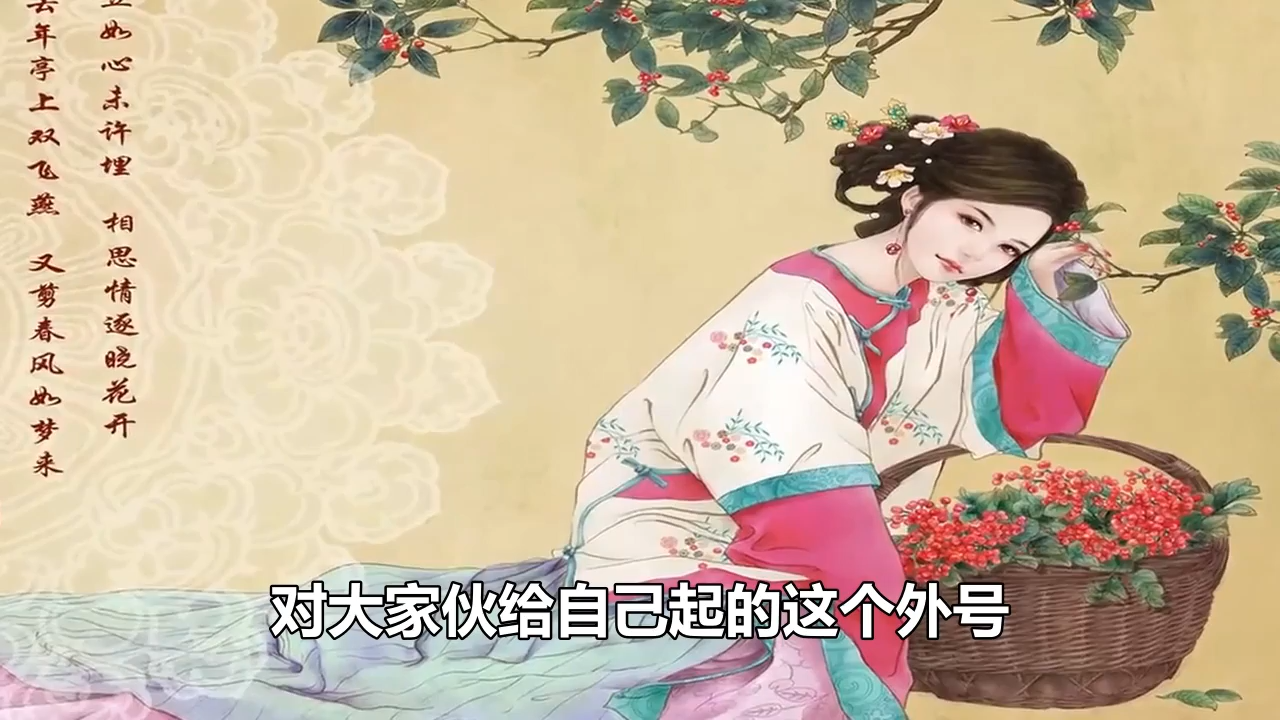 如心未许埋 相思情逐晓花开
去年亭上双飞燕 又剪春风如梦来
对大家伙给自己起的这个外号